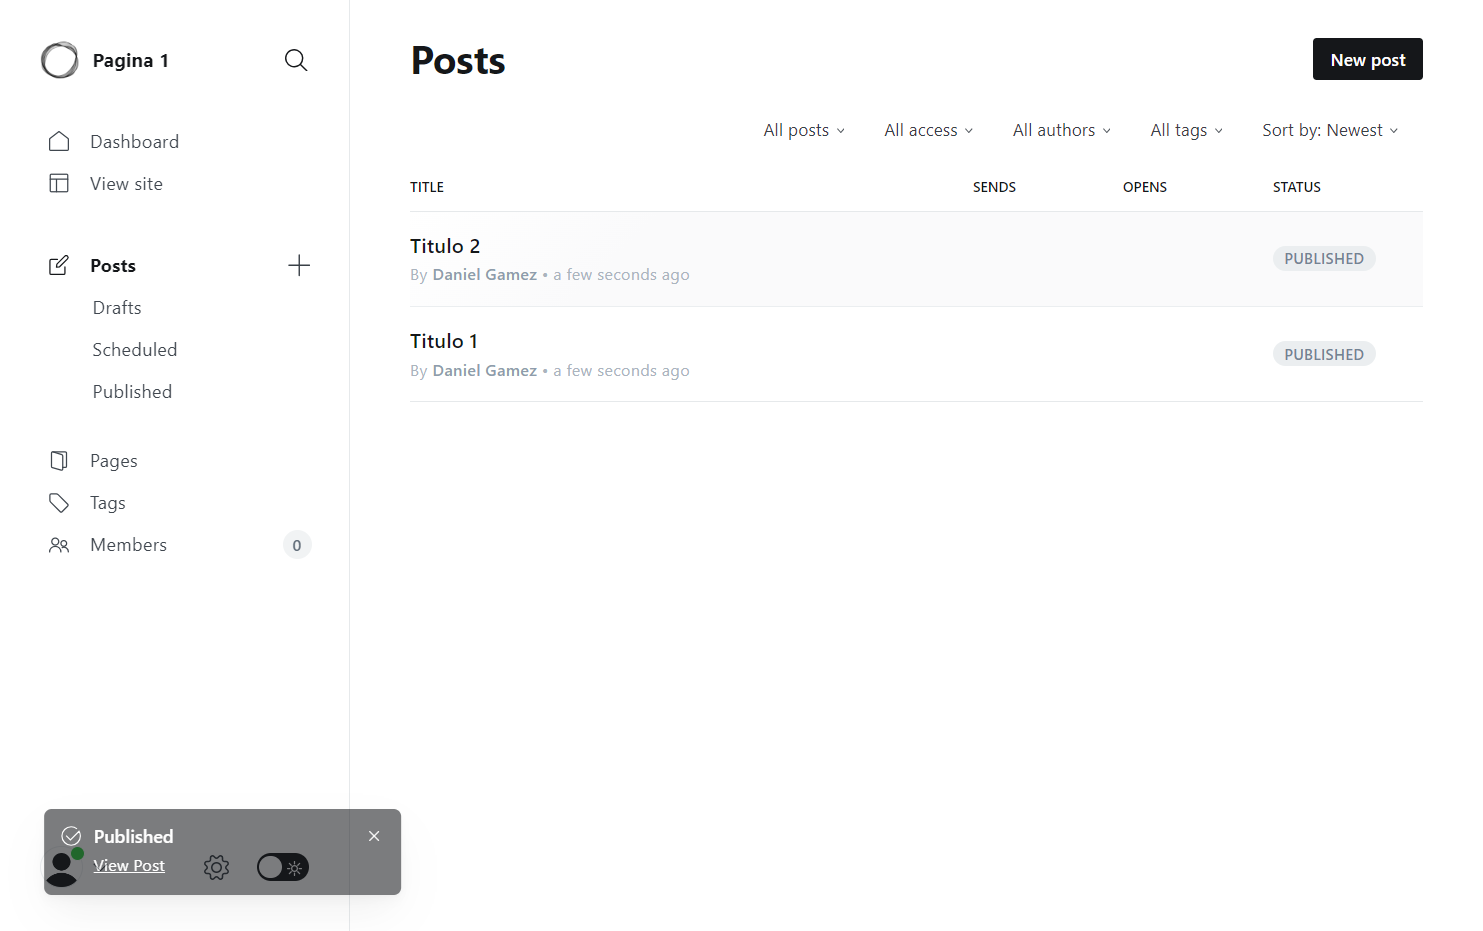 Pagina 1
Dashboard
View site
Posts
Drafts
Scheduled
Published
Pages
Tags
Members 0
Posts
New post
All posts All access All authors All tags Sort by: Newest
TITLE SENDS OPENS STATUS
Titulo 2
By Daniel Gamez • a few seconds ago
PUBLISHED
Titulo 1
By Daniel Gamez • a few seconds ago
PUBLISHED
Published
View Post